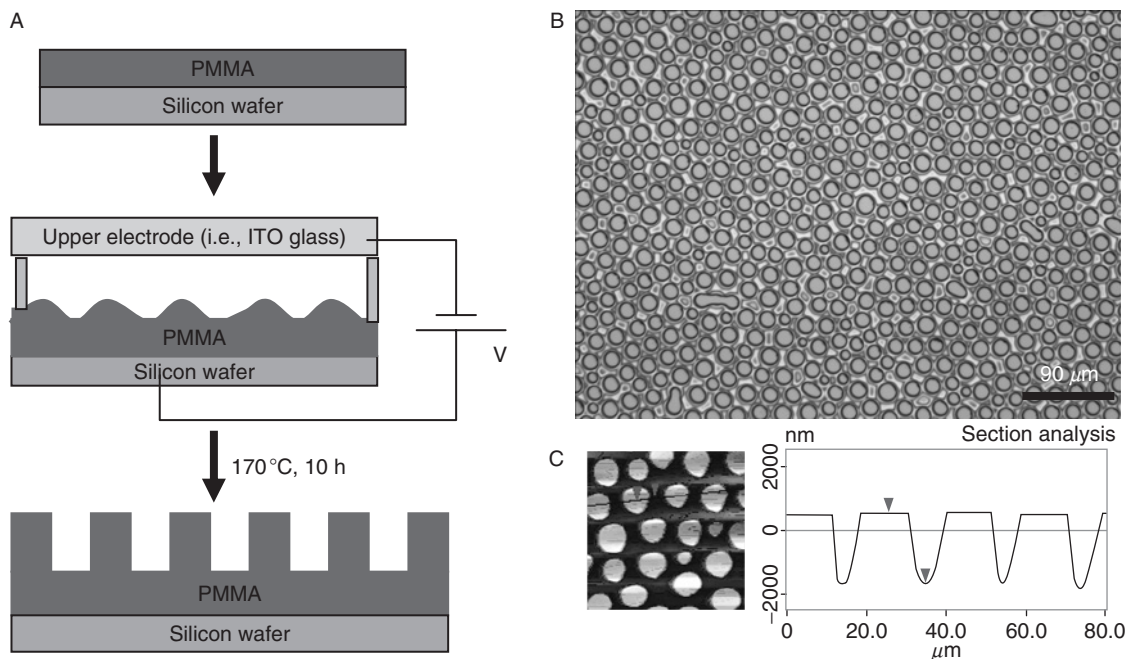 A
PMMA
Silicon wafer
Upper electrode (i.e., ITO glass)
PMMA
Silicon wafer
V
170°C, 10 h
PMMA
Silicon wafer
B
90 μm
C
nm
Section analysis
2000
0
−2000
0
20.0
40.0
60.0
80.0
μm